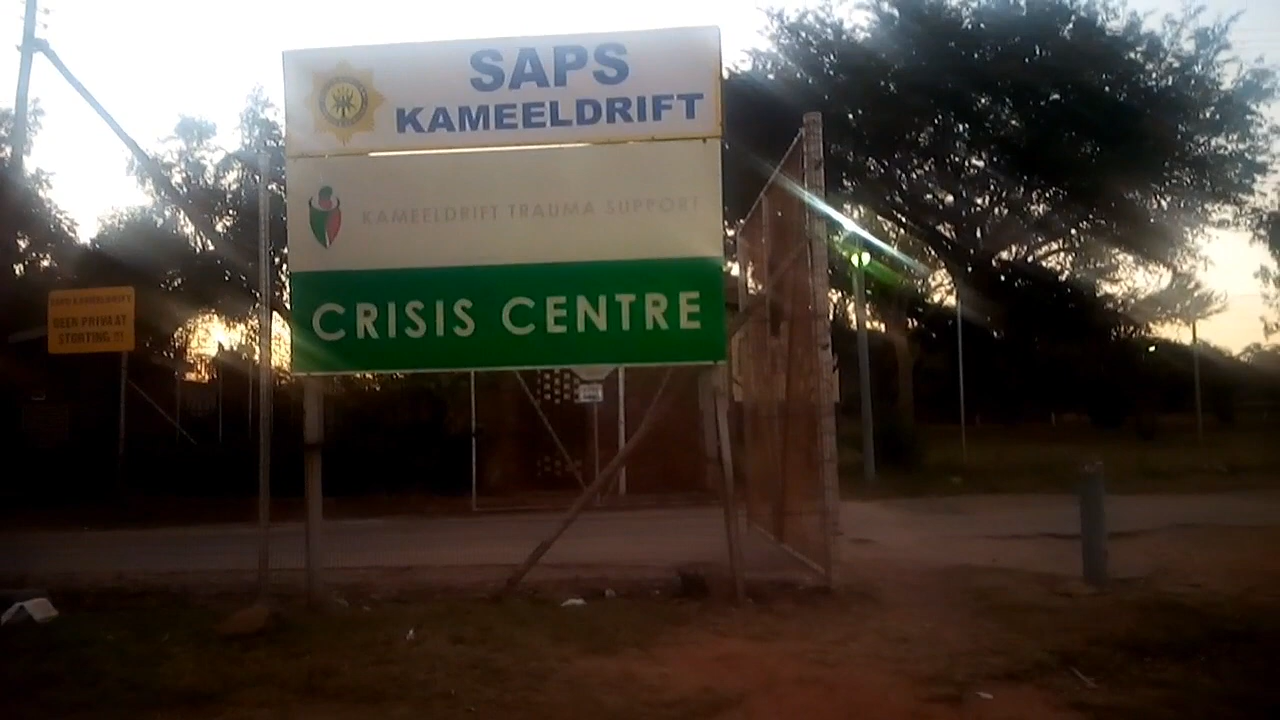 SAPS
KAMEELDRIFT
KAMEELDRIFT TRAUMA SUPPORT
CRISIS CENTRE
SAPS KAMEELDRIFT
GEEN PRIVAAT
STORTING !!!